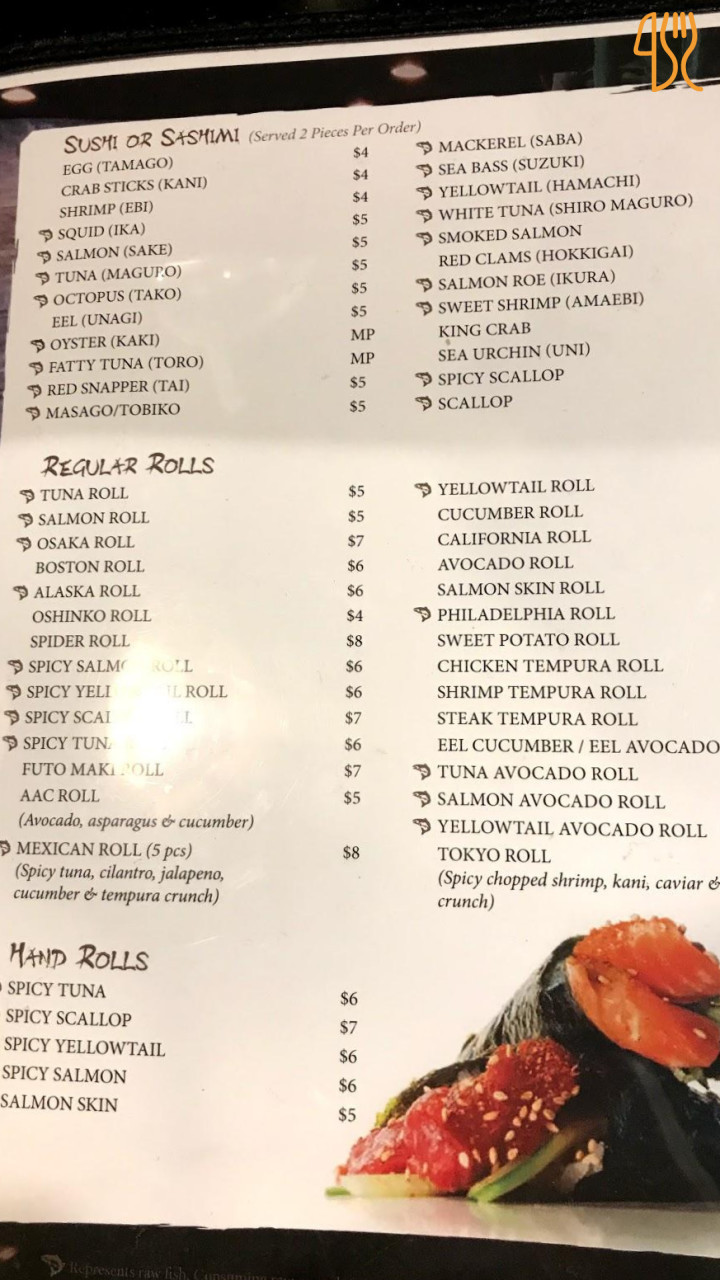 SUSHI OR SASHIMI (Served 2 Pieces Per Order)
EGG (TAMAGO) $4
CRAB STICKS (KANI) $4
SHRIMP (EBI) $4
SQUID (IKA) $5
SALMON (SAKE) $5
TUNA (MAGURO) $5
OCTOPUS (TAKO) $5
EEL (UNAGI) $5
OYSTER (KAKI) MP
FATTY TUNA (TORO) MP
RED SNAPPER (TAI) $5
MASAGO/TOBIKO $5
MACKEREL (SABA)
SEA BASS (SUZUKI)
YELLOWTAIL (HAMACHI)
WHITE TUNA (SHIRO MAGURO)
SMOKED SALMON
RED CLAMS (HOKKIGAI)
SALMON ROE (IKURA)
SWEET SHRIMP (AMAEBI)
KING CRAB
SEA URCHIN (UNI)
SPICY SCALLOP
SCALLOP
REGULAR ROLLS
TUNA ROLL $5
SALMON ROLL $5
OSAKA ROLL $7
BOSTON ROLL $6
ALASKA ROLL $6
OSHINKO ROLL $4
SPIDER ROLL $8
SPICY ROLL $6
SPICY ROLL $6
SPICY $7
SPICY $6
FUTO MAKI ROLL $7
AAC ROLL $5
(Avocado, asparagus & cucumber)
MEXICAN ROLL (5 pcs) $8
(Spicy tuna, cilantro, jalapeno,
cucumber & tempura crunch)
YELLOWTAIL ROLL
CUCUMBER ROLL
CALIFORNIA ROLL
AVOCADO ROLL
SALMON SKIN ROLL
PHILADELPHIA ROLL
SWEET POTATO ROLL
CHICKEN TEMPURA ROLL
SHRIMP TEMPURA ROLL
STEAK TEMPURA ROLL
EEL CUCUMBER / EEL AVOCADO
TUNA AVOCADO ROLL
SALMON AVOCADO ROLL
YELLOWTAIL AVOCADO ROLL
TOKYO ROLL
(Spicy chopped shrimp, kani, caviar &
crunch)
HAND ROLLS
SPICY TUNA $6
SPICY SCALLOP $7
SPICY YELLOWTAIL $6
SPICY SALMON $6
SALMON SKIN $5
Represents raw fish. Consuming